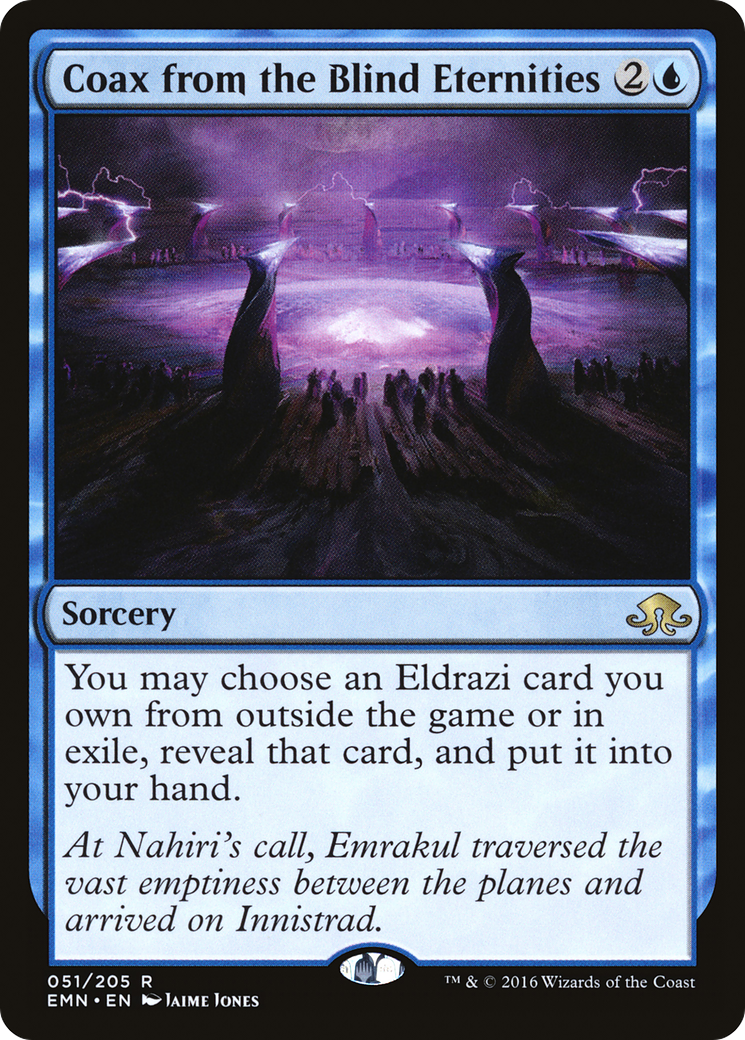 Coax from the Blind Eternities 2
Sorcery
You may choose an Eldrazi card you
own from outside the game or in
exile, reveal that card, and put it into
your hand.
At Nahiri's call, Emrakul traversed the
vast emptiness between the planes and
arrived on Innistrad.
051/205 R
EMN • EN Jaime Jones
™ & © 2016 Wizards of the Coast